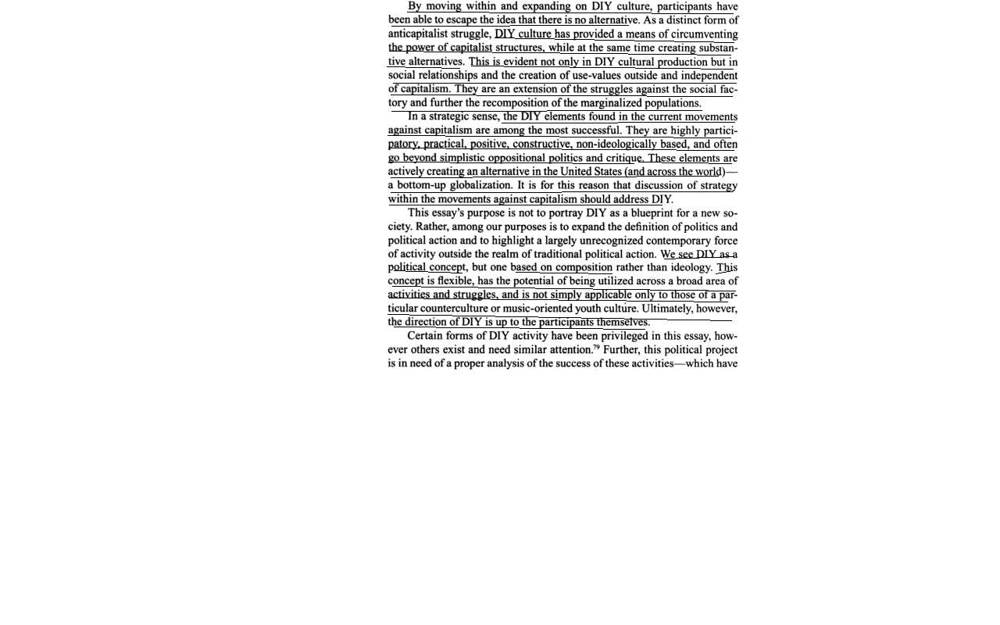 By moving within and expanding on DIY culture, participants have
been able to escape the idea that there is no alternative. As a distinct form of
anticapitalist struggle, DIY culture has provided a means of circumventing
the power of capitalist structures, while at the same time creating substan-
tive alternatives. This is evident not only in DIY cultural production but in
social relationships and the creation of use-values outside and independent
of capitalism. They are an extension of the struggles against the social fac-
tory and further the recomposition of the marginalized populations.
In a strategic sense, the DIY elements found in the current movements
against capitalism are among the most successful. They are highly partici-
patory, practical, positive, constructive, non-ideologically based, and often
go beyond simplistic oppositional politics and critique. These elements are
actively creating an alternative in the United States (and across the world)—
a bottom-up globalization. It is for this reason that discussion of strategy
within the movements against capitalism should address DIY.
This essay's purpose is not to portray DIY as a blueprint for a new so-
ciety. Rather, among our purposes is to expand the definition of politics and
political action and to highlight a largely unrecognized contemporary force
of activity outside the realm of traditional political action. We see DIY as a
political concept, but one based on composition rather than ideology. This
concept is flexible, has the potential of being utilized across a broad area of
activities and struggles, and is not simply applicable only to those of a par-
ticular counterculture or music-oriented youth culture. Ultimately, however,
the direction of DIY is up to the participants themselves.
Certain forms of DIY activity have been privileged in this essay, how-
ever others exist and need similar attention.79 Further, this political project
is in need of a proper analysis of the success of these activities—which have